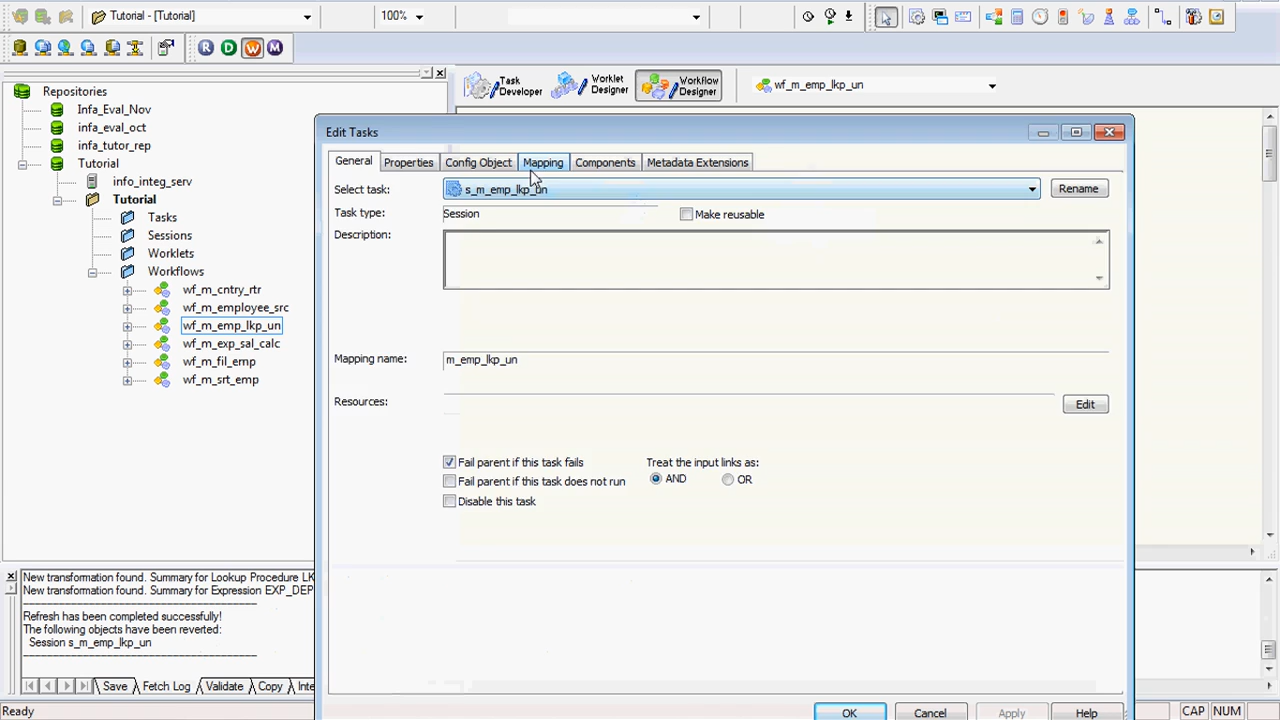 Tutorial - [Tutorial]
100%
R D W M
Repositories
Infa_Eval_Nov
infa_eval_oct
infa_tutor_rep
Tutorial
info_integ_serv
Tutorial
Tasks
Sessions
Worklets
Workflows
wf_m_cntry_rtr
wf_m_employee_src
wf_m_emp_lkp_un
wf_m_exp_sal_calc
wf_m_fil_emp
wf_m_srt_emp
Task Developer
Worklet Designer
Workflow Designer
wf_m_emp_lkp_un
Edit Tasks
General Properties Config Object Mapping Components Metadata Extensions
Select task: s_m_emp_lkp_un Rename
Task type: Session Make reusable
Description:
Mapping name: m_emp_lkp_un
Resources: Edit
Fail parent if this task fails Treat the input links as:
Fail parent if this task does not run AND OR
Disable this task
OK Cancel Apply Help
New transformation found. Summary for Lookup Procedure LK
New transformation found. Summary for Expression EXP_DEP
----------------------------------------------------------
Refresh has been completed successfully!
The following objects have been reverted:
Session s_m_emp_lkp_un
----------------------------------------------------------
Save Fetch Log Validate Copy Inte
Ready CAP NUM